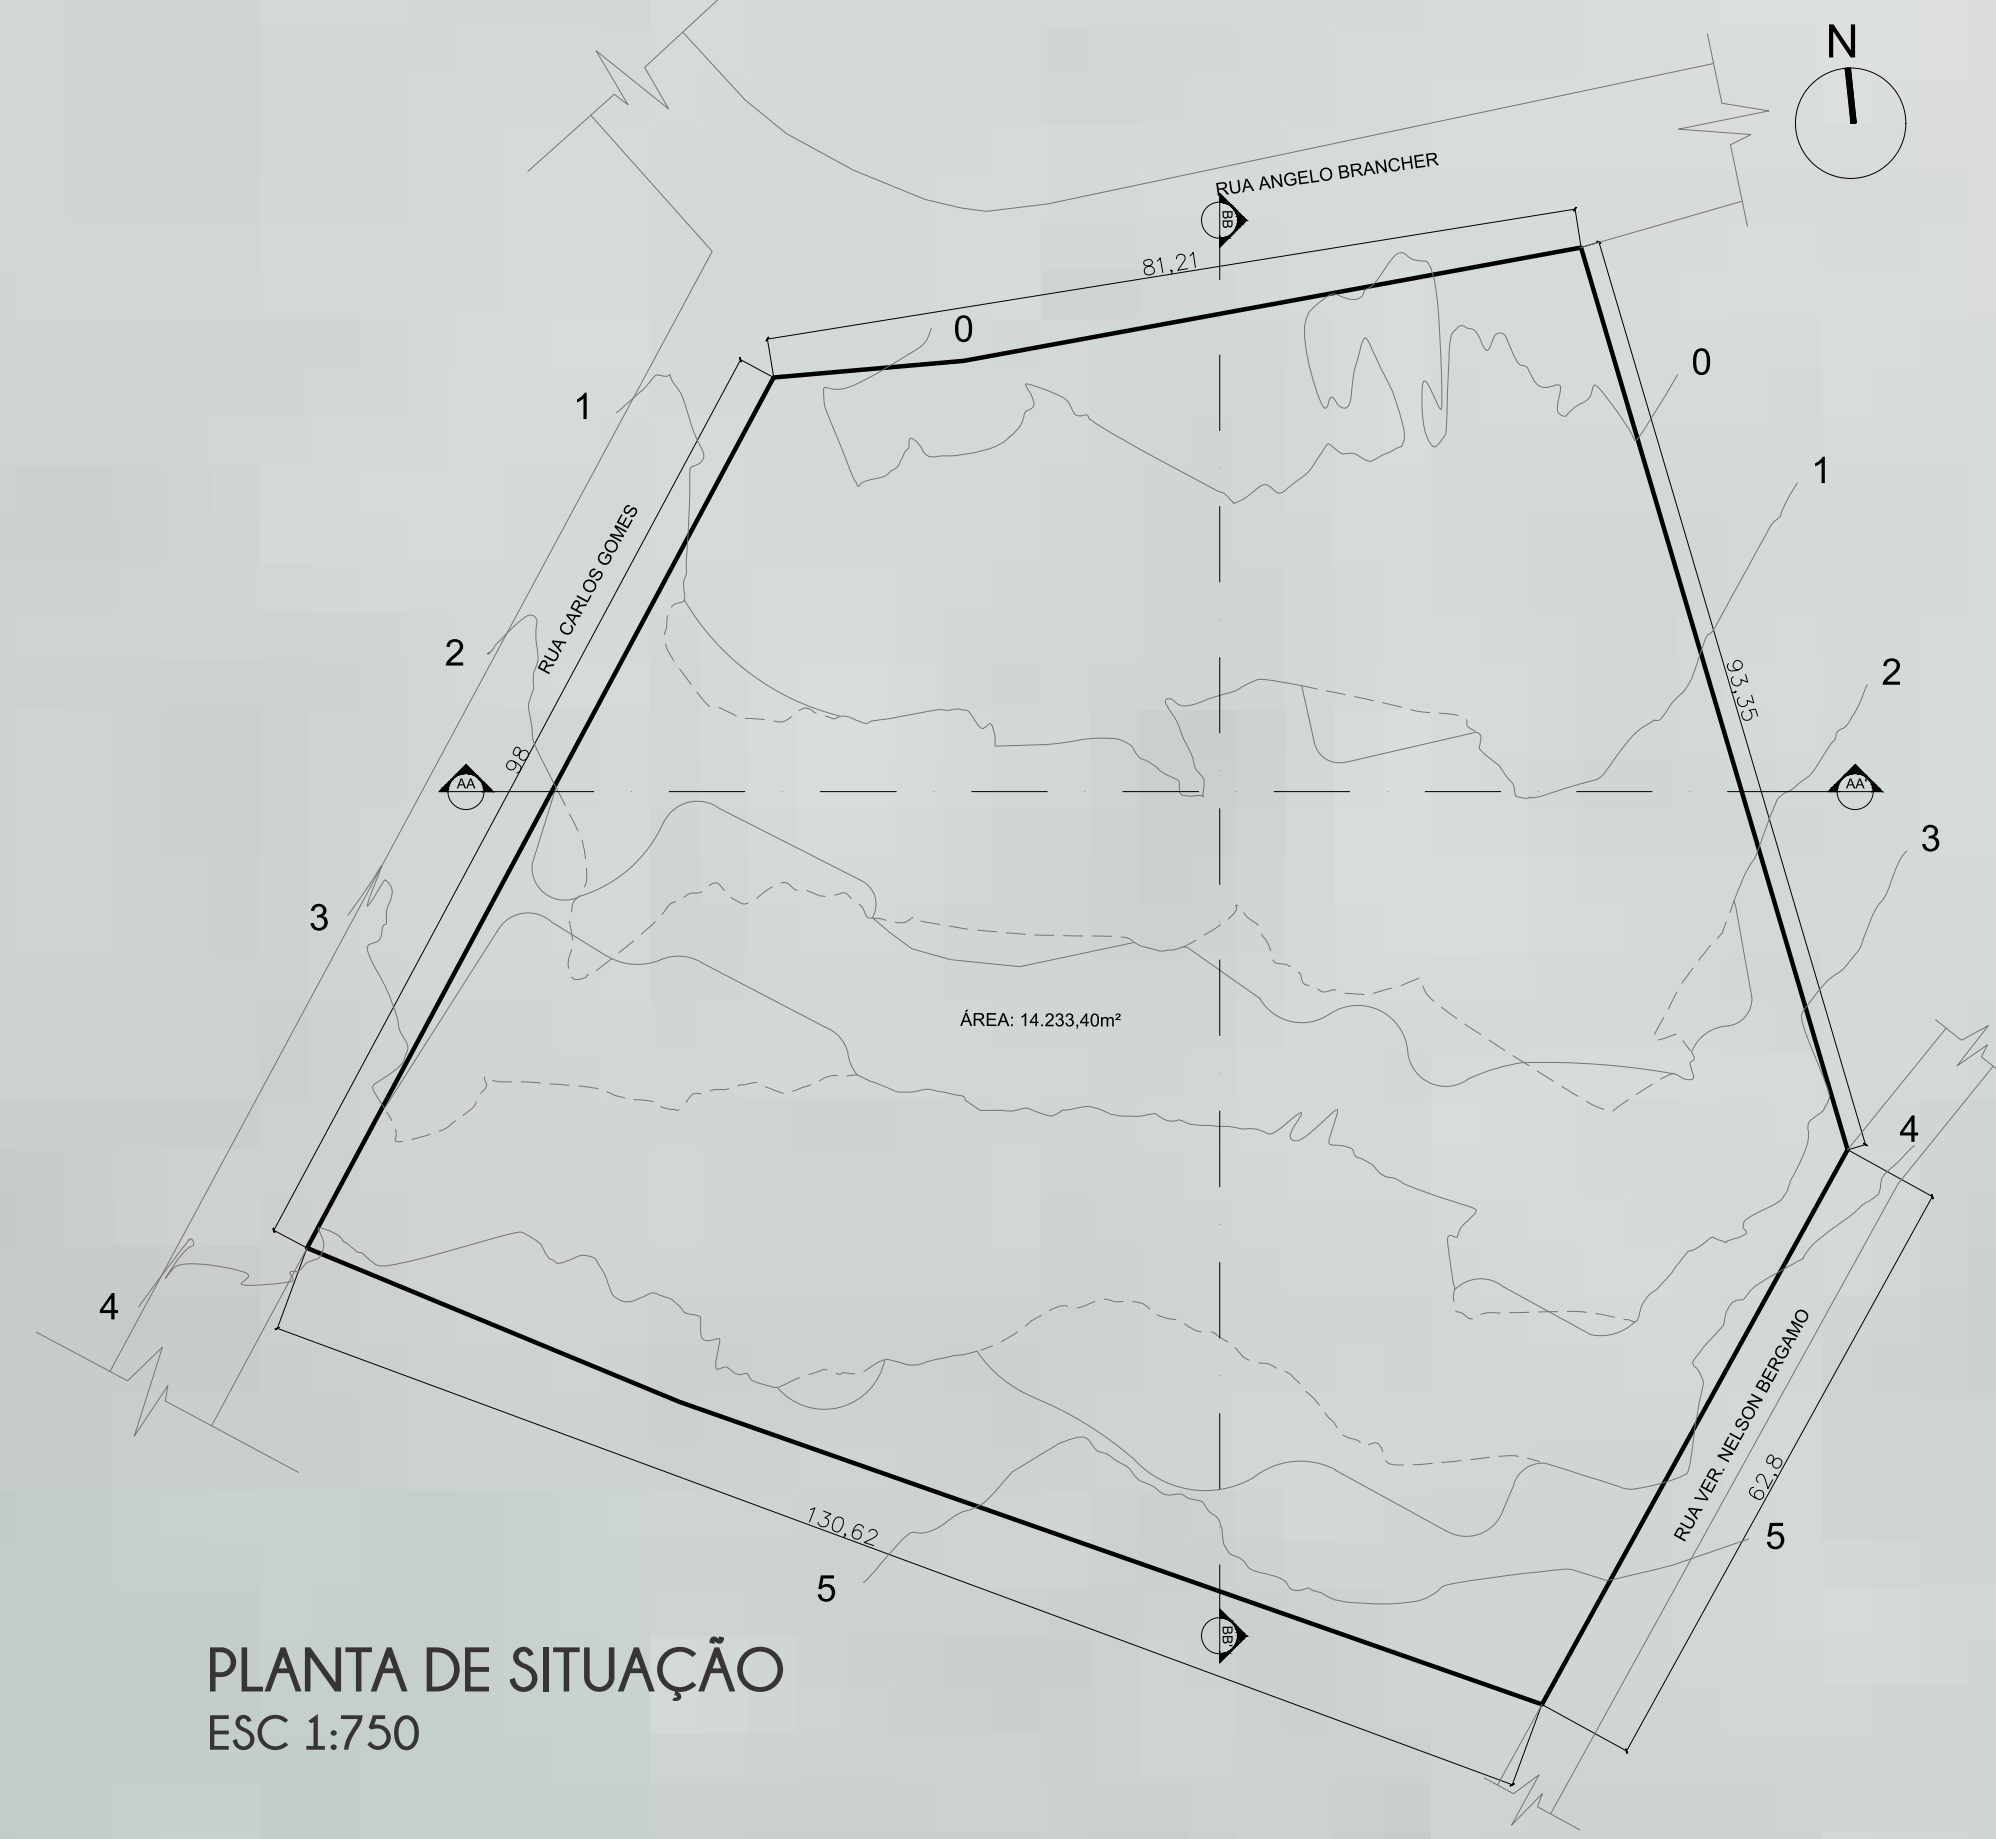 N
RUA ANGELO BRANCHER
BB
81,21
0
0
1
1
RUA CARLOS GOMES
2
93,35
2
98
AA
AA'
3
3
ÁREA: 14.233,40m²
4
4
RUA VER. NELSON BERGAMO
62,8
130,62
5
5
BB'
PLANTA DE SITUAÇÃO
ESC 1:750